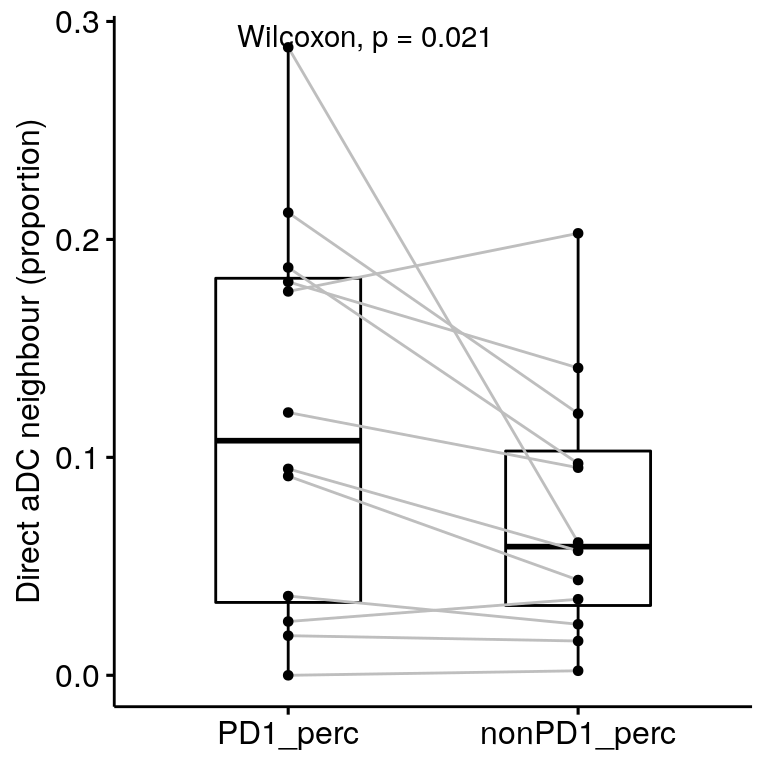 Wilcoxon, p = 0.021
0.3
0.2
0.1
0.0
Direct aDC neighbour (proportion)
PD1_perc
nonPD1_perc